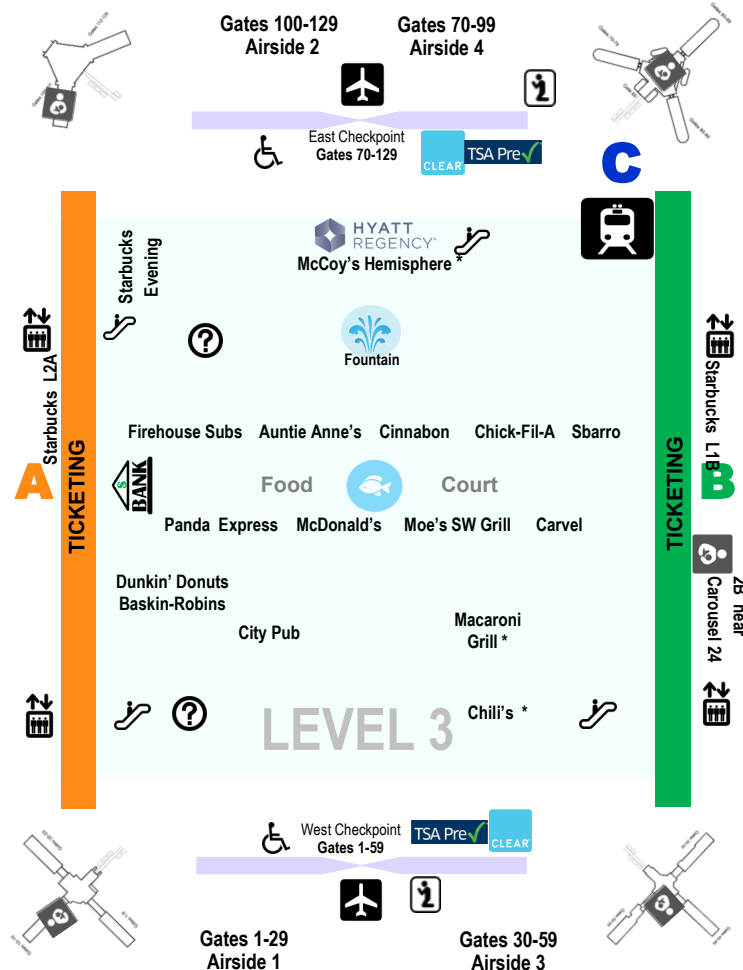 Gates 100-129
Airside 2
Gates 70-99
Airside 4
East Checkpoint
Gates 70-129
CLEAR
TSA Pre
C
HYATT
REGENCY
McCoy's Hemisphere *
Starbucks
Evening
?
Fountain
Starbucks L2A
Starbucks L1B
TICKETING
TICKETING
A
B
Firehouse Subs
Auntie Anne's
Cinnabon
Chick-Fil-A
Sbarro
$
BANK
Food
Court
Panda Express
McDonald's
Moe's SW Grill
Carvel
2B near
Carousel 24
Dunkin' Donuts
Baskin-Robins
City Pub
Macaroni
Grill *
?
LEVEL 3
Chili's *
West Checkpoint
Gates 1-59
TSA Pre
CLEAR
Gates 1-29
Airside 1
Gates 30-59
Airside 3